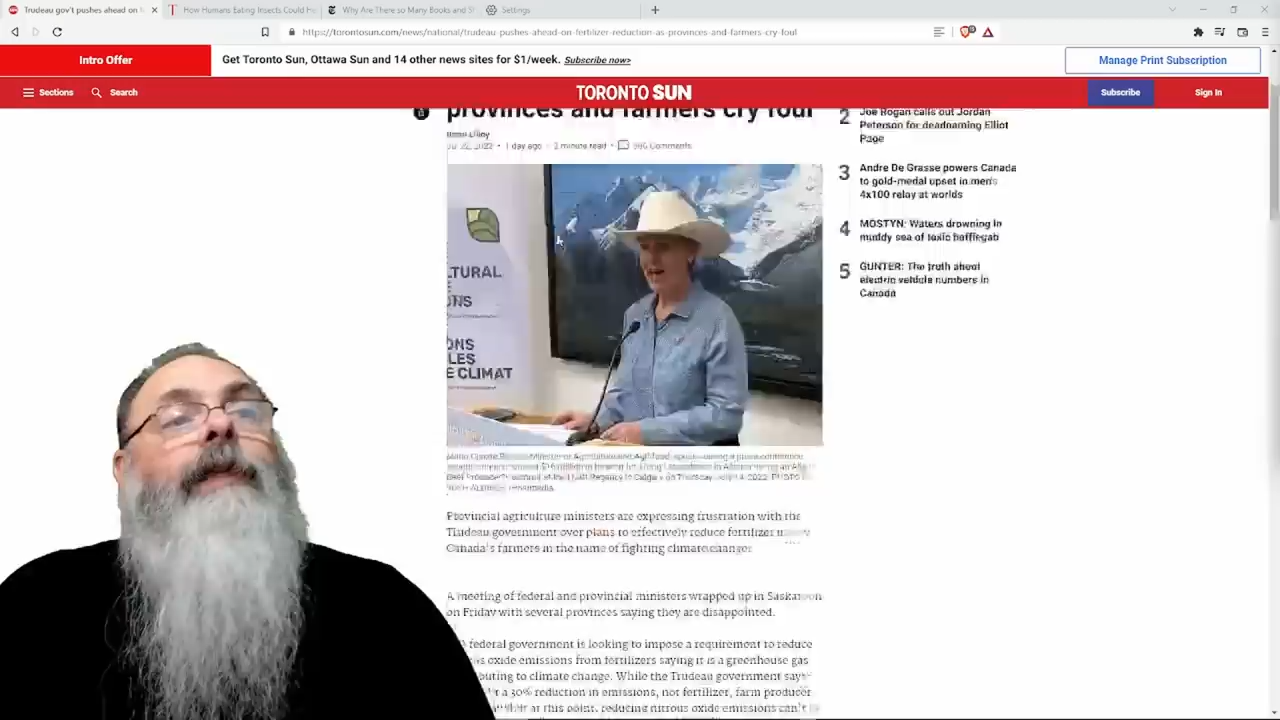 Trudeau gov't pushes ahead on
How Humans Eating Insects Could
Why Are There so Many Books and
Settings
https://torontosun.com/news/national/trudeau-pushes-ahead-on-fertilizer-reduction-as-provinces-and-farmers-cry-foul
Intro Offer
Get Toronto Sun, Ottawa Sun and 14 other news sites for $1/week. Subscribe now>
Manage Print Subscription
Sections
Search
TORONTO SUN
Subscribe
Sign In
provinces and farmers cry foul
Jul 22, 2022 • 1 day ago • 2 minute read • Comments
TURAL
ONS
LES
E CLIMAT
Provincial agriculture ministers are expressing frustration with the
Trudeau government over plans to effectively reduce fertilizer
Canada's farmers in the name of fighting climate change.
A meeting of federal and provincial ministers wrapped up in Saskatoon
on Friday with several provinces saying they are disappointed.
federal government is looking to impose a requirement to reduce
oxide emissions from fertilizers saying it is a greenhouse gas
buting to climate change. While the Trudeau government says
a 30% reduction in emissions, not fertilizer, farm producer
at this point, reducing nitrous oxide emissions can't
2
Joe Rogan calls out Jordan
Peterson for deadnaming Elliot
Page
3
Andre De Grasse powers Canada
to gold-medal upset in men's
4x100 relay at worlds
4
MOSTYN: Waters drowning in
muddy sea of toxic
5
GUNTER: The truth
electric vehicle numbers in
Canada